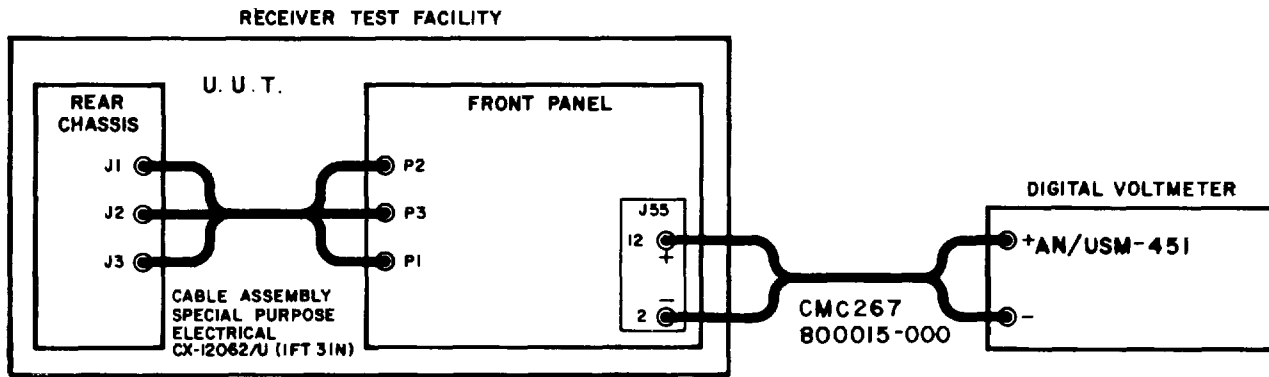 RECEIVER TEST FACILITY
U.U.T.
REAR
CHASSIS
J1
J2
J3
CABLE ASSEMBLY
SPECIAL PURPOSE
ELECTRICAL
CX-12062/U (1FT 3IN)
FRONT PANEL
P2
P3
P1
J55
12
+
−
2
CMC267
800015-000
DIGITAL VOLTMETER
+AN/USM-451
-